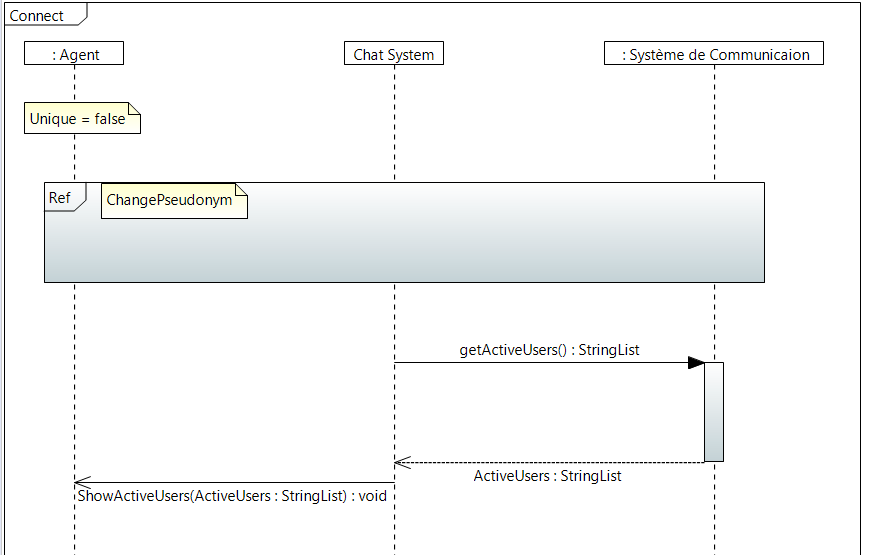 Connect
: Agent
Chat System
: Système de Communicaion
Unique = false
Ref
ChangePseudonym
getActiveUsers() : StringList
ActiveUsers : StringList
ShowActiveUsers(ActiveUsers : StringList) : void